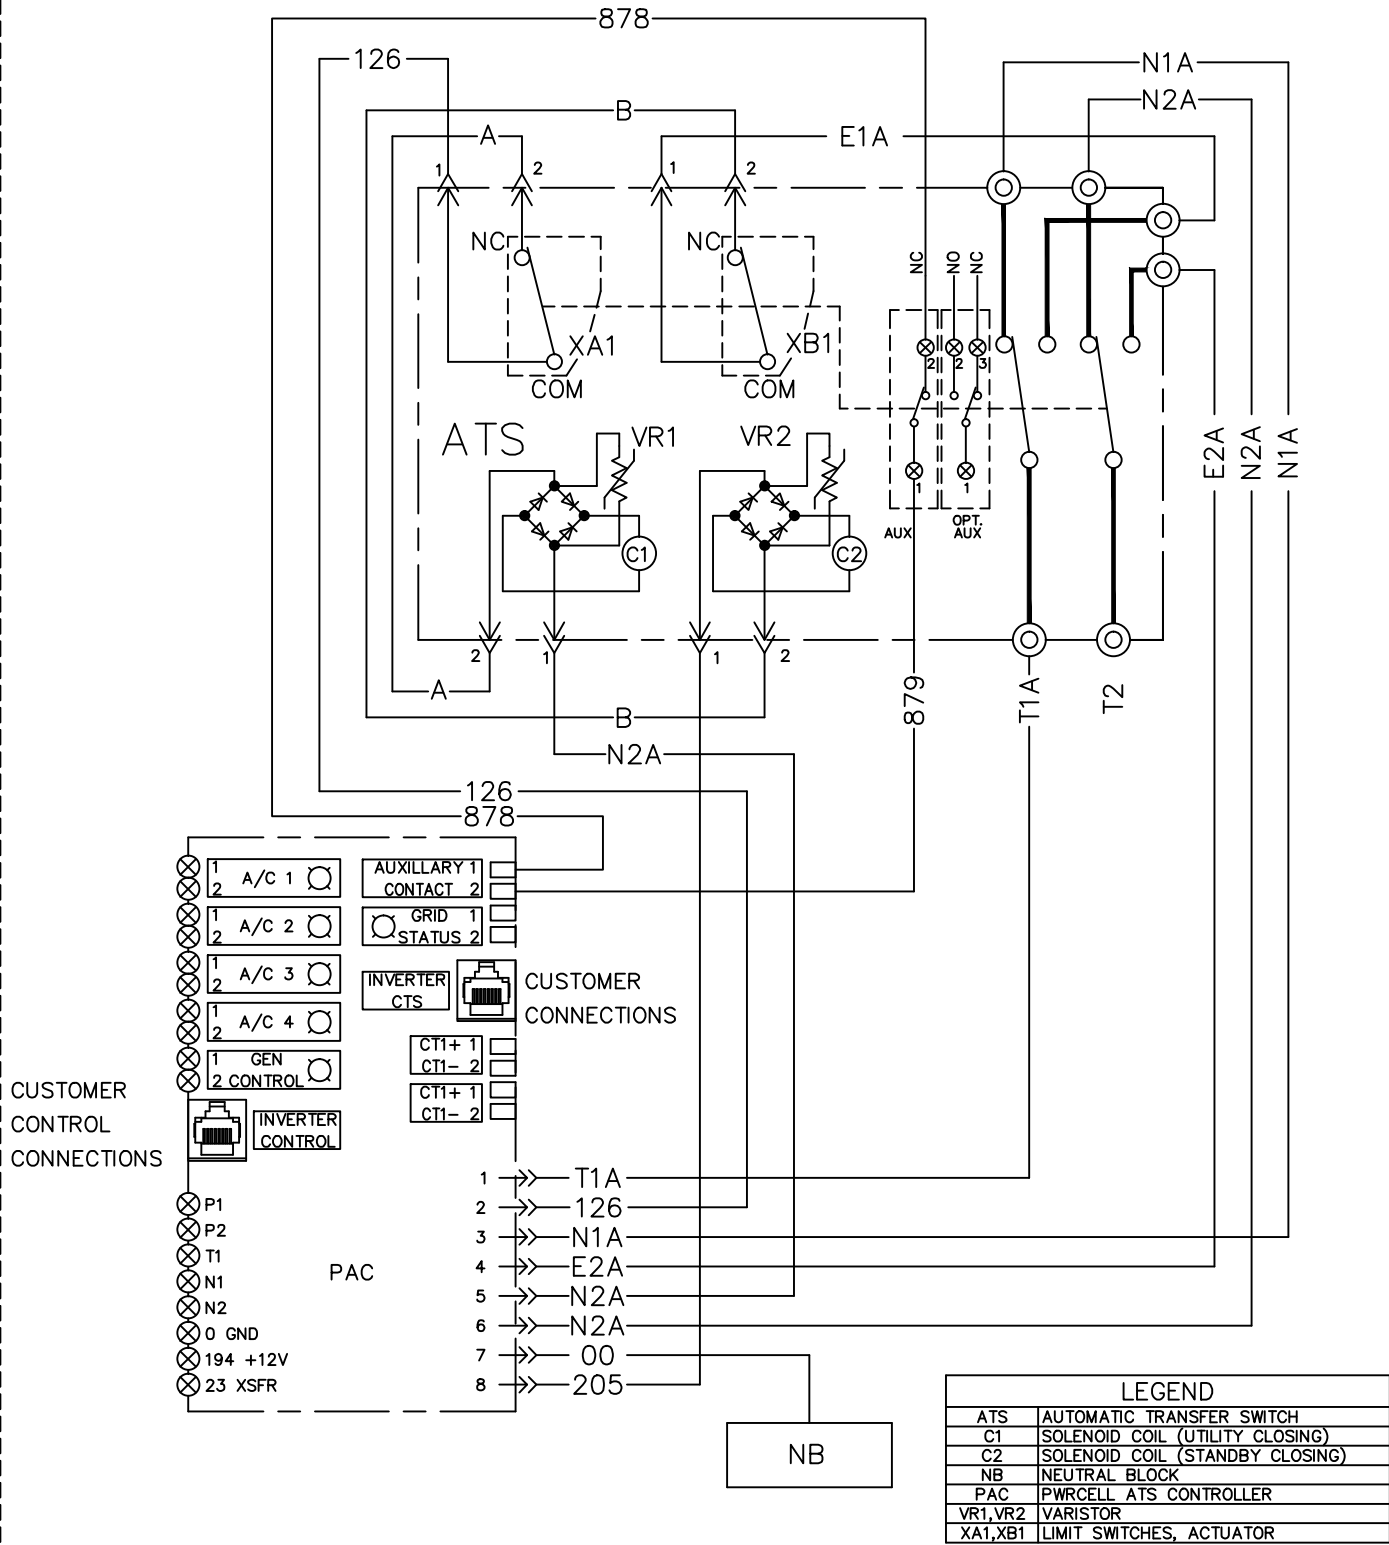 878
126
N1A
N2A
B
A
E1A
1
2
1
2
NC
NC
NC
NO
NC
XA1
XB1
2
2
3
COM
COM
ATS
VR1
VR2
E2A
N2A
N1A
1
1
AUX
OPT.
AUX
C1
C2
2
1
1
2
A
B
879
T1A
T2
N2A
126
878
1
2
A/C 1
AUXILLARY 1
CONTACT 2
1
2
A/C 2
GRID 1
STATUS 2
1
2
A/C 3
INVERTER
CTS
CUSTOMER
CONNECTIONS
1
2
A/C 4
CT1+ 1
CT1- 2
1 GEN
2 CONTROL
CT1+ 1
CT1- 2
CUSTOMER
CONTROL
CONNECTIONS
INVERTER
CONTROL
P1
P2
T1
N1
N2
0 GND
194 +12V
23 XSFR
PAC
1 T1A
2 126
3 N1A
4 E2A
5 N2A
6 N2A
7 00
8 205
NB
LEGEND
ATS AUTOMATIC TRANSFER SWITCH
C1 SOLENOID COIL (UTILITY CLOSING)
C2 SOLENOID COIL (STANDBY CLOSING)
NB NEUTRAL BLOCK
PAC PWRCELL ATS CONTROLLER
VR1,VR2 VARISTOR
XA1,XB1 LIMIT SWITCHES, ACTUATOR